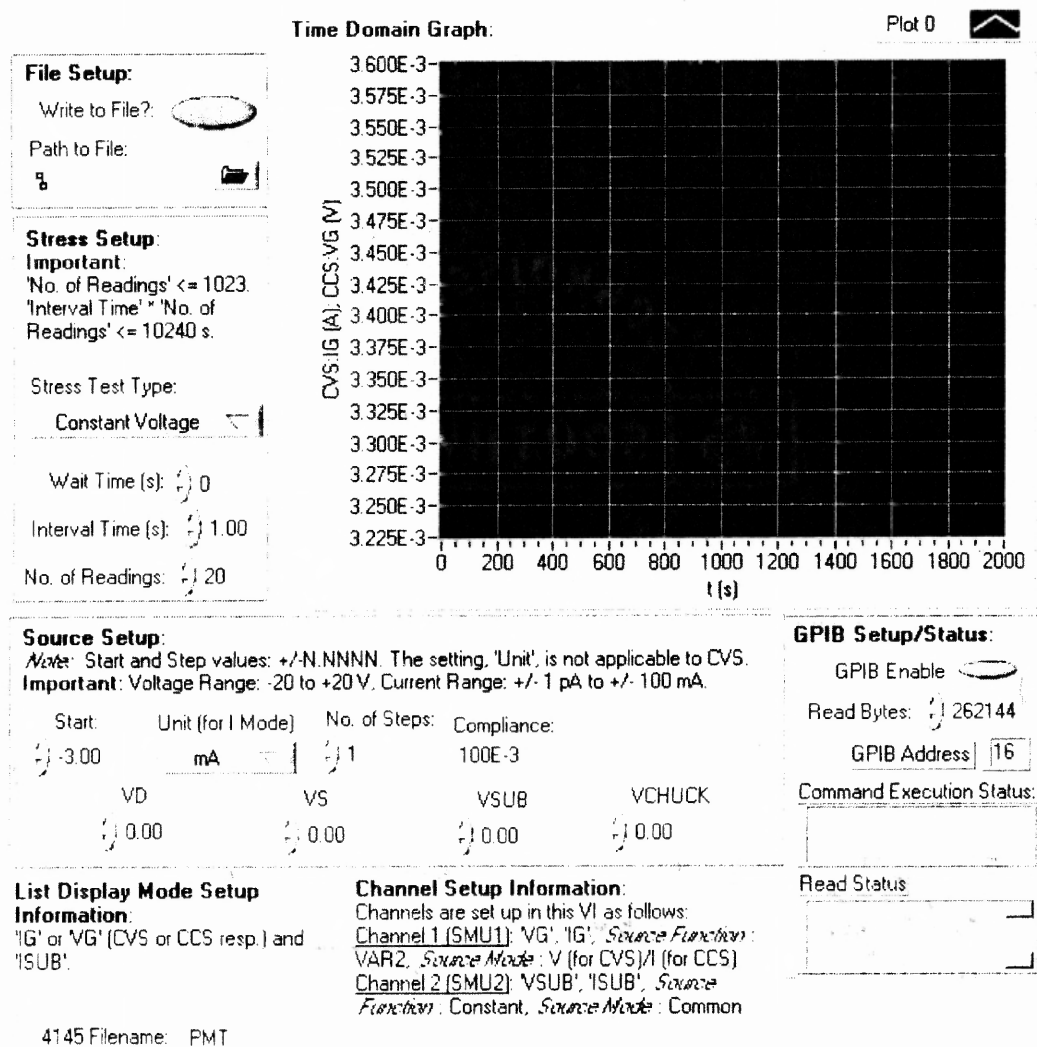 Time Domain Graph:
Plot 0
File Setup:
Write to File?:
Path to File:
Stress Setup:
Important:
'No. of Readings' <= 1023.
'Interval Time' * 'No. of
Readings' <= 10240 s.
Stress Test Type:
Constant Voltage
Wait Time (s): 0
Interval Time (s): 1.00
No. of Readings: 20
CVS:IG (A); CCS:VG (V)
3.600E-3
3.575E-3
3.550E-3
3.525E-3
3.500E-3
3.475E-3
3.450E-3
3.425E-3
3.400E-3
3.375E-3
3.350E-3
3.325E-3
3.300E-3
3.275E-3
3.250E-3
3.225E-3
0 200 400 600 800 1000 1200 1400 1600 1800 2000
t (s)
Source Setup:
Note: Start and Step values: +/-N.NNNN. The setting, 'Unit', is not applicable to CVS.
Important: Voltage Range: -20 to +20 V, Current Range: +/- 1 pA to +/- 100 mA.
Start: Unit (for I Mode) No. of Steps: Compliance:
-3.00 mA 1 100E-3
VD VS VSUB VCHUCK
0.00 0.00 0.00 0.00
GPIB Setup/Status:
GPIB Enable
Read Bytes: 262144
GPIB Address 16
Command Execution Status:
Read Status
List Display Mode Setup
Information:
'IG' or 'VG' (CVS or CCS resp.) and
'ISUB'.
Channel Setup Information:
Channels are set up in this VI as follows:
Channel 1 (SMU1): 'VG', 'IG', Source Function :
VAR2, Source Mode : V (for CVS)/I (for CCS)
Channel 2 (SMU2): 'VSUB', 'ISUB', Source
Function : Constant, Source Mode : Common
4145 Filename: PMT